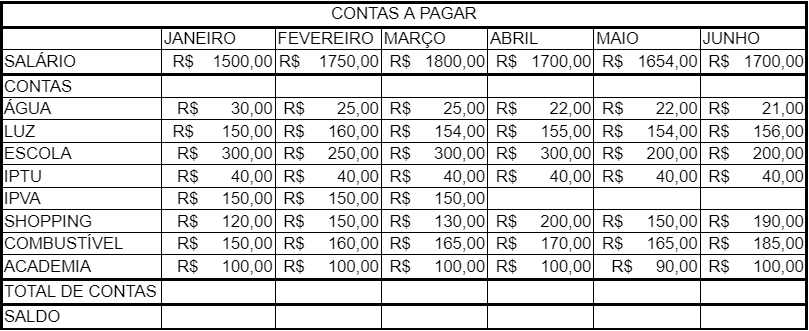 CONTAS A PAGAR
JANEIRO FEVEREIRO MARÇO ABRIL MAIO JUNHO
SALÁRIO R$ 1500,00 R$ 1750,00 R$ 1800,00 R$ 1700,00 R$ 1654,00 R$ 1700,00
CONTAS
ÁGUA R$ 30,00 R$ 25,00 R$ 25,00 R$ 22,00 R$ 22,00 R$ 21,00
LUZ R$ 150,00 R$ 160,00 R$ 154,00 R$ 155,00 R$ 154,00 R$ 156,00
ESCOLA R$ 300,00 R$ 250,00 R$ 300,00 R$ 300,00 R$ 200,00 R$ 200,00
IPTU R$ 40,00 R$ 40,00 R$ 40,00 R$ 40,00 R$ 40,00 R$ 40,00
IPVA R$ 150,00 R$ 150,00 R$ 150,00
SHOPPING R$ 120,00 R$ 150,00 R$ 130,00 R$ 200,00 R$ 150,00 R$ 190,00
COMBUSTÍVEL R$ 150,00 R$ 160,00 R$ 165,00 R$ 170,00 R$ 165,00 R$ 185,00
ACADEMIA R$ 100,00 R$ 100,00 R$ 100,00 R$ 100,00 R$ 90,00 R$ 100,00
TOTAL DE CONTAS
SALDO